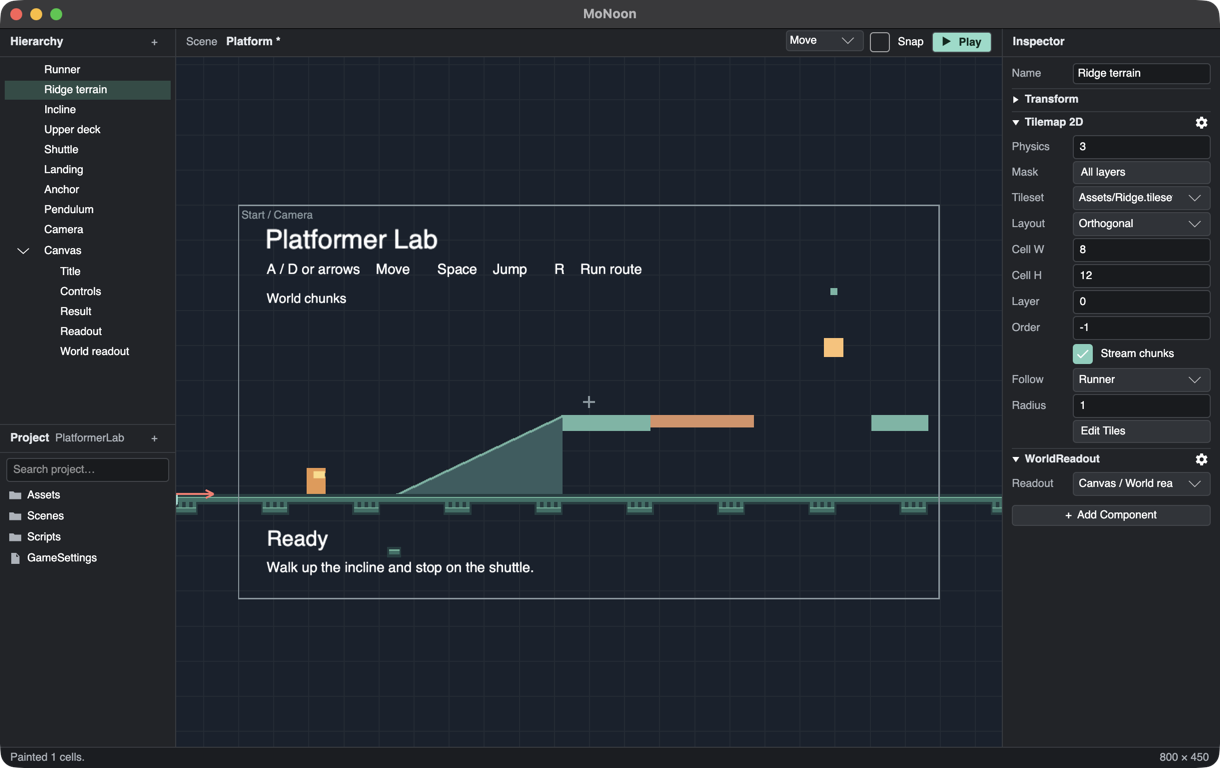 MoNoon
Hierarchy +
Runner
Ridge terrain
Incline
Upper deck
Shuttle
Landing
Anchor
Pendulum
Camera
Canvas
Title
Controls
Result
Readout
World readout
Project PlatformerLab +
Search project...
Assets
Scenes
Scripts
GameSettings
Scene Platform *
Move Snap Play
Start / Camera
Platformer Lab
A / D or arrows Move Space Jump R Run route
World chunks
Ready
Walk up the incline and stop on the shuttle.
Inspector
Name Ridge terrain
Transform
Tilemap 2D
Physics 3
Mask All layers
Tileset Assets/Ridge.tilese
Layout Orthogonal
Cell W 8
Cell H 12
Layer 0
Order -1
Stream chunks
Follow Runner
Radius 1
Edit Tiles
WorldReadout
Readout Canvas / World rea
+ Add Component
Painted 1 cells.
800 × 450